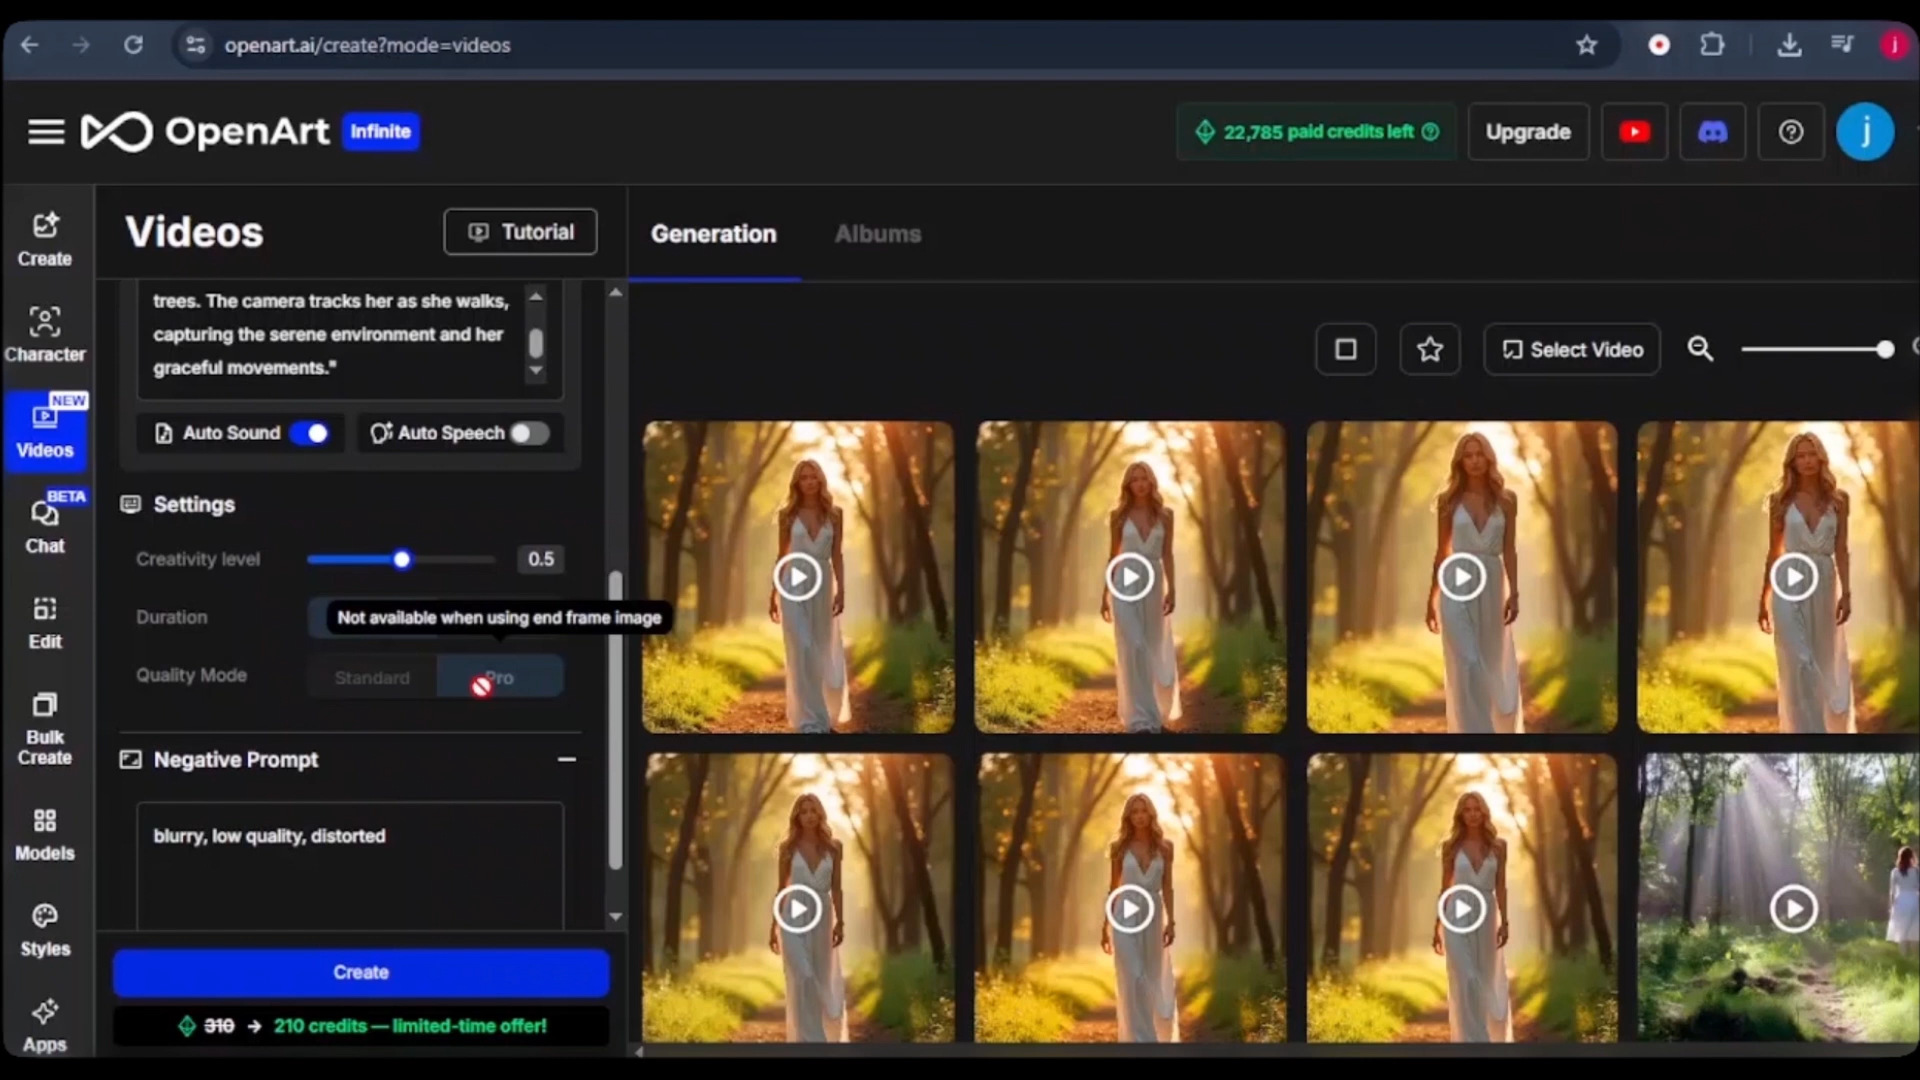 openart.ai/create?mode=videos
j
OpenArt
Infinite
22,785 paid credits left
Upgrade
j
Create
Character
NEW
Videos
BETA
Chat
Edit
Bulk
Create
Models
Styles
Apps
Videos
Tutorial
trees. The camera tracks her as she walks,
capturing the serene environment and her
graceful movements."
Auto Sound
Auto Speech
Settings
Creativity level
0.5
Duration
Not available when using end frame image
Quality Mode
Standard
Pro
Negative Prompt
blurry, low quality, distorted
Create
310 → 210 credits — limited-time offer!
Generation
Albums
Select Video